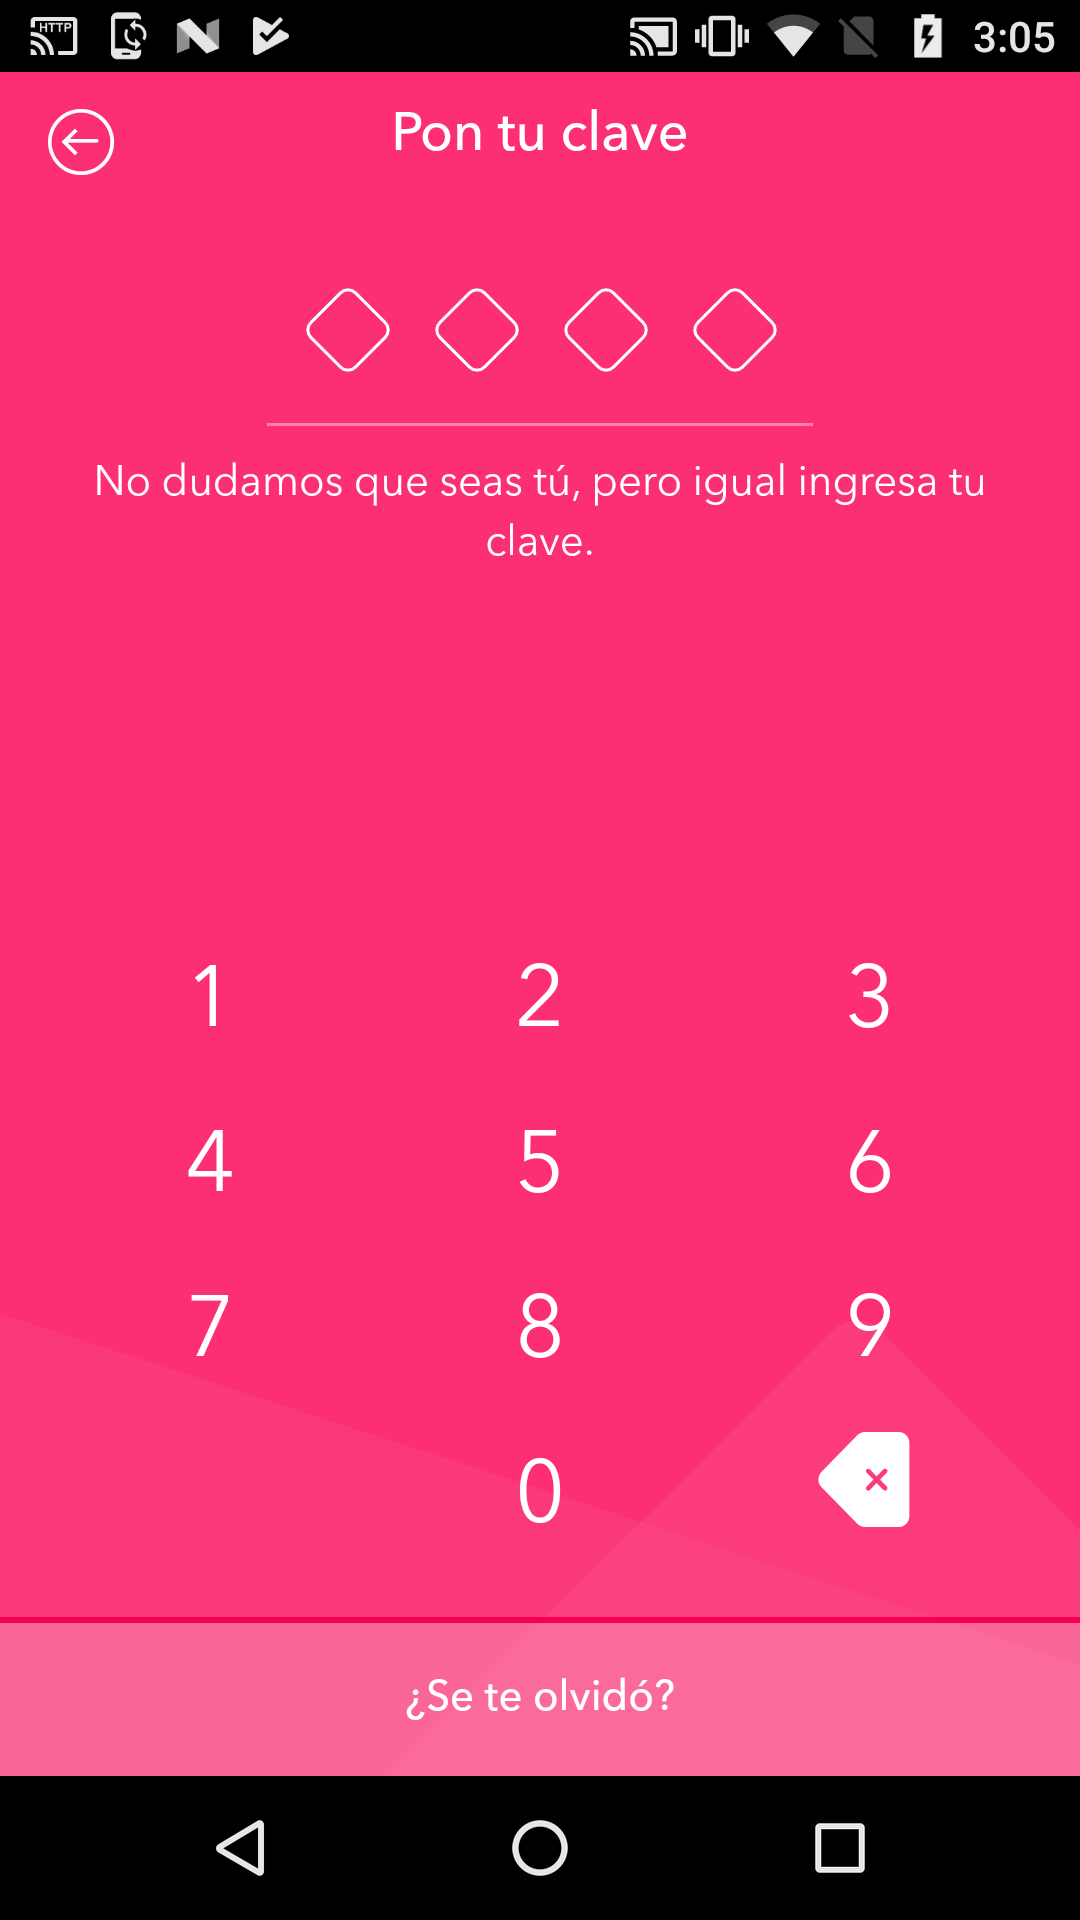 HTTP
3:05
Pon tu clave
No dudamos que seas tú, pero igual ingresa tu
clave.
1 2 3
4 5 6
7 8 9
0
¿Se te olvidó?